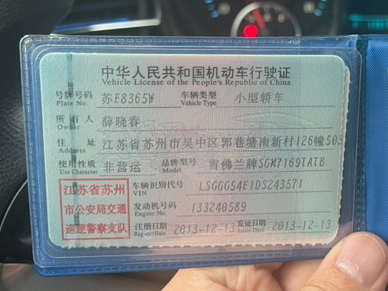 中华人民共和国机动车行驶证
Vehicle License of the People's Republic of China
号牌号码 苏E8365W 车辆类型 小型轿车
Plate No. Vehicle Type
所有人 薛晓春
Owner
住址 江苏省苏州市吴中区郭巷塘南新村126幢503
Address
使用性质 非营运 品牌型号 雪佛兰牌SGM7169TATB
Use Character Model
江苏省苏州
市公安局交通
巡逻警察支队
车辆识别代号 LSGGG54E1DS243571
VIN
发动机号码 133240589
Engine No.
注册日期 2013-12-13 发证日期 2013-12-13
Register Date Issue Date